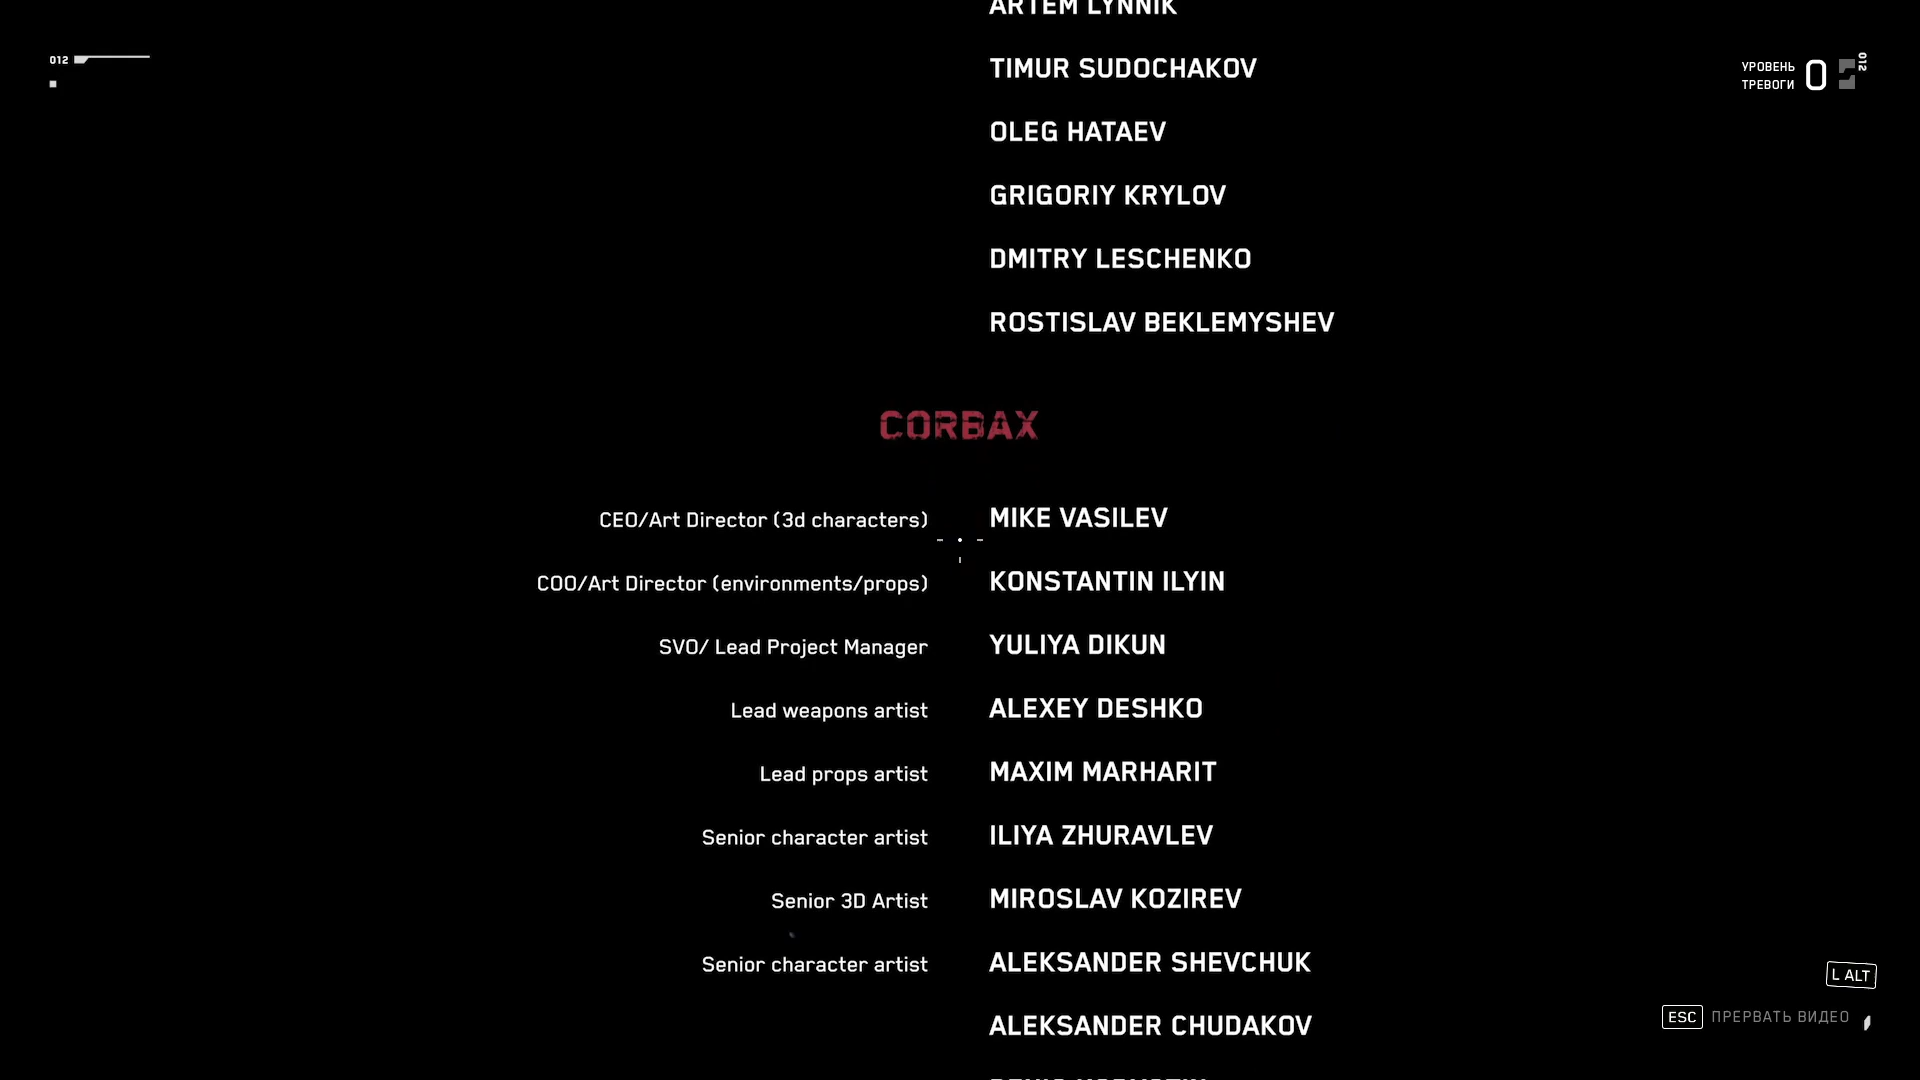 ARTEM LYNNIK
012
УРОВЕНЬ
ТРЕВОГИ
0
012
TIMUR SUDOCHAKOV
OLEG HATAEV
GRIGORIY KRYLOV
DMITRY LESCHENKO
ROSTISLAV BEKLEMYSHEV
CORBAX
CEO/Art Director (3d characters) MIKE VASILEV
COO/Art Director (environments/props) KONSTANTIN ILYIN
SVO/ Lead Project Manager YULIYA DIKUN
Lead weapons artist ALEXEY DESHKO
Lead props artist MAXIM MARHARIT
Senior character artist ILIYA ZHURAVLEV
Senior 3D Artist MIROSLAV KOZIREV
Senior character artist ALEKSANDER SHEVCHUK
L ALT
ALEKSANDER CHUDAKOV
ESC ПРЕРВАТЬ ВИДЕО